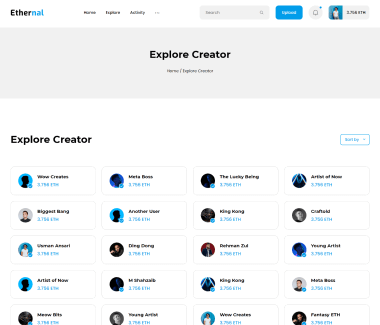 Ethernal
Home Explore Activity ···
Search
Upload
3.756 ETH
Explore Creator
Home / Explore Creator
Explore Creator
Sort by
Wow Creates
3.756 ETH
Meta Boss
3.756 ETH
The Lucky Being
3.756 ETH
Artist of Now
3.756 ETH
Biggest Bang
3.756 ETH
Another User
3.756 ETH
King Kong
3.756 ETH
Craftold
3.756 ETH
Usman Ansari
3.756 ETH
Ding Dong
3.756 ETH
Rehman Zul
3.756 ETH
Young Artist
3.756 ETH
Artist of Now
3.756 ETH
M Shahzaib
3.756 ETH
King Kong
3.756 ETH
Meta Boss
3.756 ETH
Meow Bits
3.756 ETH
Young Artist
3.756 ETH
Wow Creates
3.756 ETH
Fantasy ETH
3.756 ETH